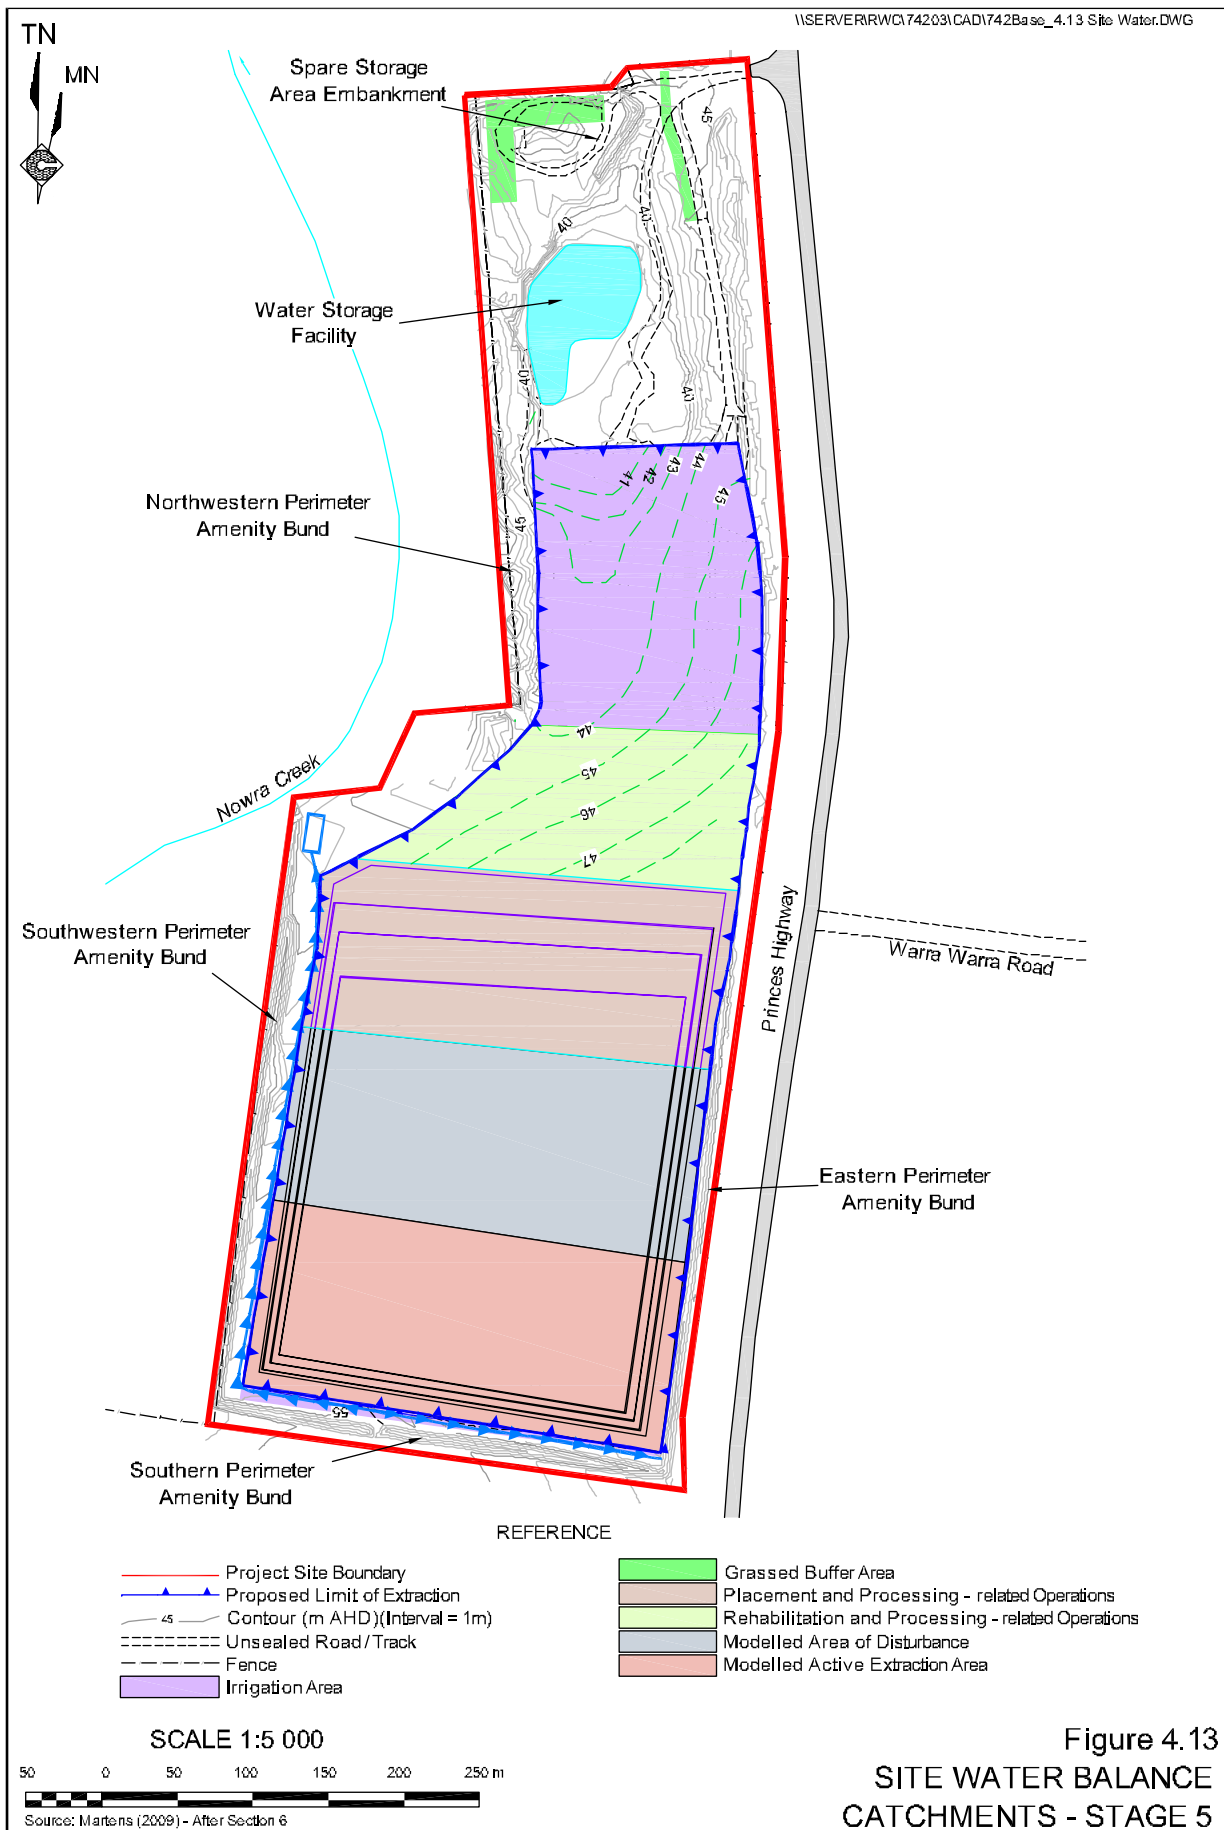 \\SERVER\RWC\74203\CAD\742Base_4.13 Site Water.DWG
TN
MN
Spare Storage
Area Embankment
45
40
40
Water Storage
Facility
40
40
41
42
43
44
45
Northwestern Perimeter
Amenity Bund
45
44
45
46
47
Nowra Creek
Princes Highway
Warra Warra Road
Southwestern Perimeter
Amenity Bund
Eastern Perimeter
Amenity Bund
55
Southern Perimeter
Amenity Bund
REFERENCE
Project Site Boundary
Proposed Limit of Extraction
45
Contour (m AHD)(Interval = 1m)
Unsealed Road/Track
Fence
Irrigation Area
Grassed Buffer Area
Placement and Processing - related Operations
Rehabilitation and Processing - related Operations
Modelled Area of Disturbance
Modelled Active Extraction Area
SCALE 1:5 000
50 0 50 100 150 200 250 m
Source: Martens (2009) - After Section 6
Figure 4.13
SITE WATER BALANCE
CATCHMENTS - STAGE 5